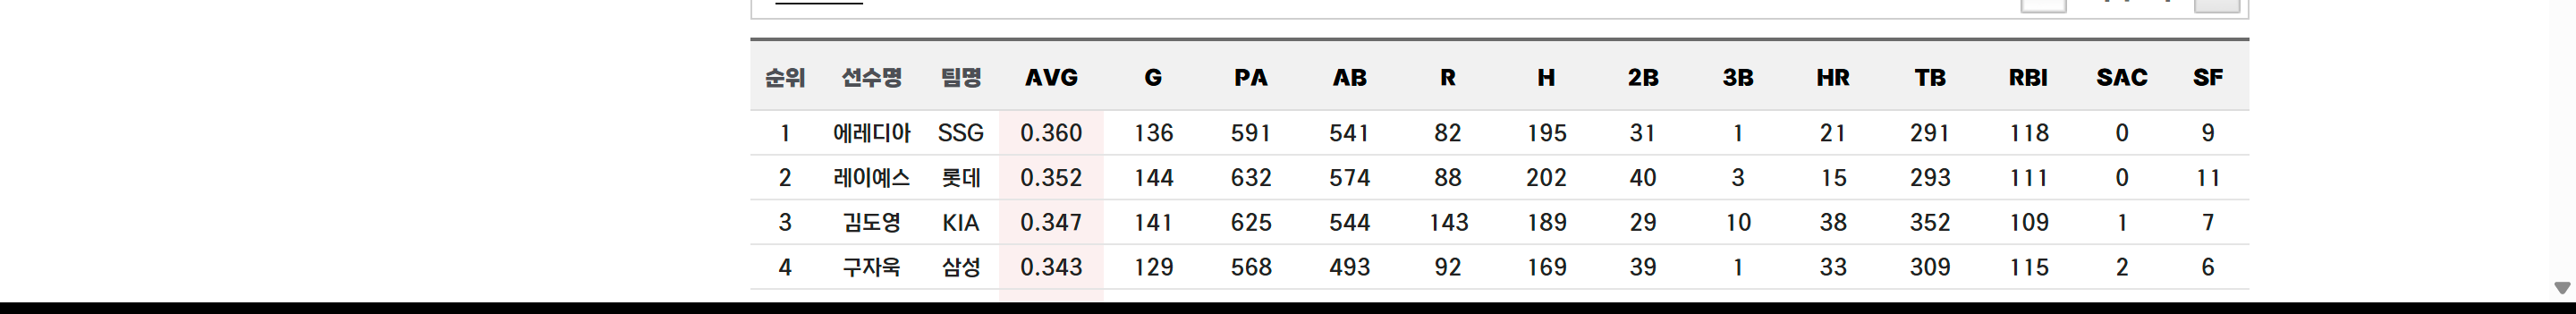 순위 선수명 팀명 AVG G PA AB R H 2B 3B HR TB RBI SAC SF
1 에레디아 SSG 0.360 136 591 541 82 195 31 1 21 291 118 0 9
2 레이예스 롯데 0.352 144 632 574 88 202 40 3 15 293 111 0 11
3 김도영 KIA 0.347 141 625 544 143 189 29 10 38 352 109 1 7
4 구자욱 삼성 0.343 129 568 493 92 169 39 1 33 309 115 2 6